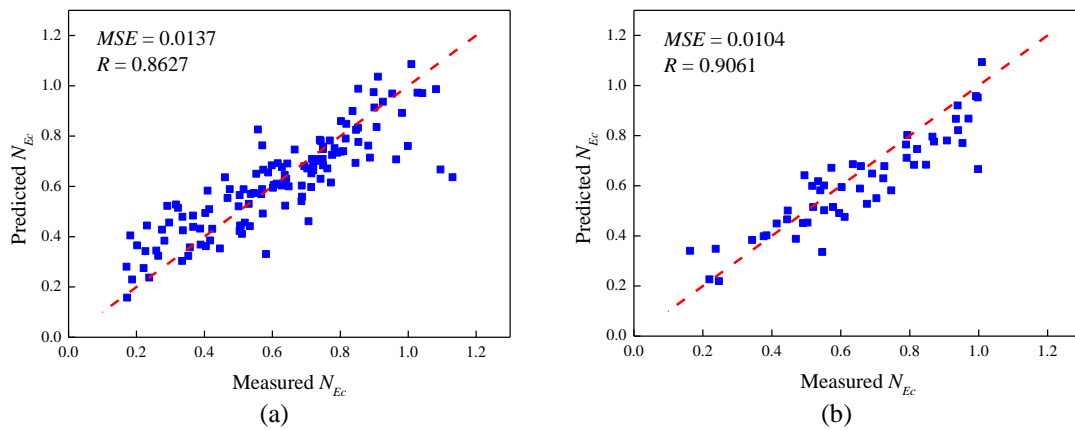 MSE = 0.0137
R = 0.8627
1.2
1.0
0.8
0.6
0.4
0.2
0.0
Predicted N_Ec
0.0 0.2 0.4 0.6 0.8 1.0 1.2
Measured N_Ec
(a)
MSE = 0.0104
R = 0.9061
1.2
1.0
0.8
0.6
0.4
0.2
0.0
Predicted N_Ec
0.0 0.2 0.4 0.6 0.8 1.0 1.2
Measured N_Ec
(b)